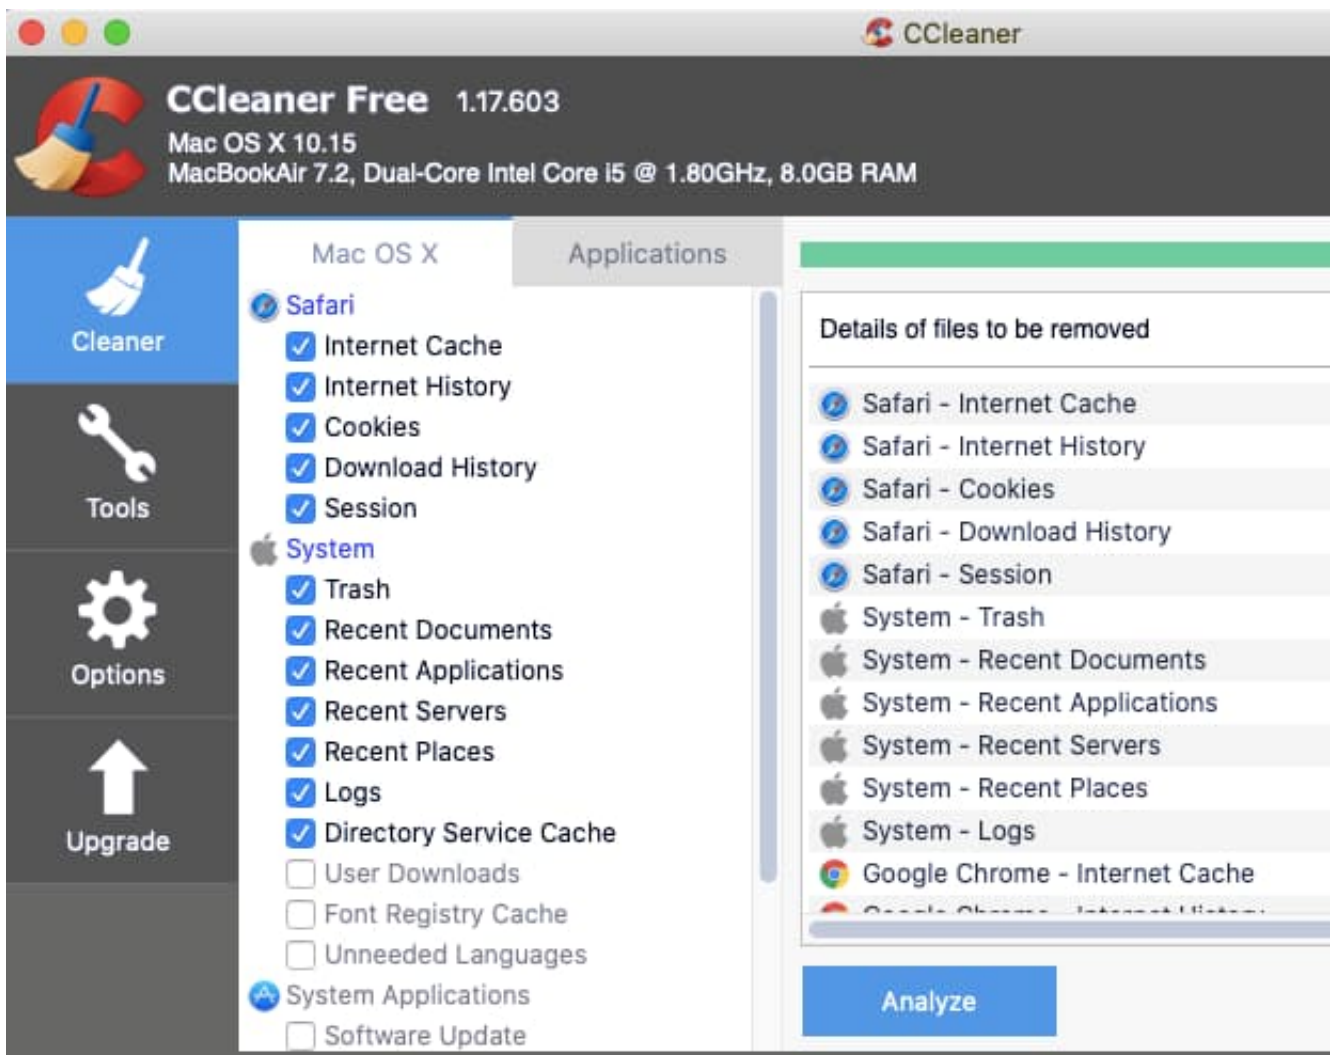 CCleaner
CCleaner Free 1.17.603
Mac OS X 10.15
MacBookAir 7.2, Dual-Core Intel Core i5 @ 1.80GHz, 8.0GB RAM
Cleaner
Tools
Options
Upgrade
Mac OS X
Applications
Safari
Internet Cache
Internet History
Cookies
Download History
Session
System
Trash
Recent Documents
Recent Applications
Recent Servers
Recent Places
Logs
Directory Service Cache
User Downloads
Font Registry Cache
Unneeded Languages
System Applications
Software Update
Details of files to be removed
Safari - Internet Cache
Safari - Internet History
Safari - Cookies
Safari - Download History
Safari - Session
System - Trash
System - Recent Documents
System - Recent Applications
System - Recent Servers
System - Recent Places
System - Logs
Google Chrome - Internet Cache
Google Chrome - Internet History
Analyze